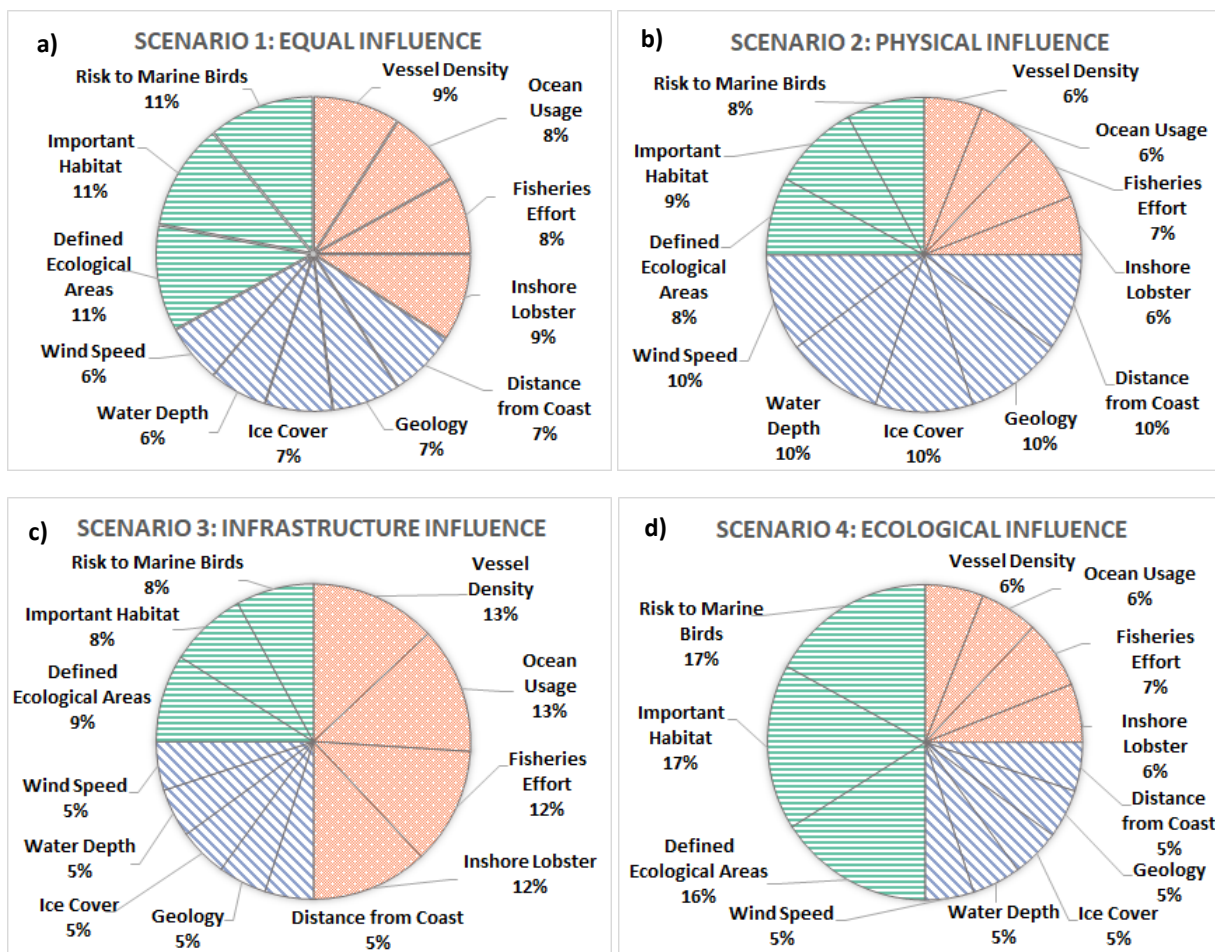 a)
SCENARIO 1: EQUAL INFLUENCE
Risk to Marine Birds
11%
Vessel Density
9%
Ocean
Usage
8%
Important
Habitat
11%
Fisheries
Effort
8%
Defined
Ecological
Areas
11%
Inshore
Lobster
9%
Wind Speed
6%
Water Depth
6%
Ice Cover
7%
Geology
7%
Distance
from Coast
7%
b)
SCENARIO 2: PHYSICAL INFLUENCE
Risk to Marine Birds
8%
Vessel Density
6%
Ocean Usage
6%
Important
Habitat
9%
Fisheries
Effort
7%
Defined
Ecological
Areas
8%
Inshore
Lobster
6%
Wind Speed
10%
Water
Depth
10%
Ice Cover
10%
Geology
10%
Distance
from Coast
10%
c)
SCENARIO 3: INFRASTRUCTURE INFLUENCE
Risk to Marine Birds
8%
Vessel
Density
13%
Important Habitat
8%
Ocean
Usage
13%
Defined
Ecological Areas
9%
Fisheries
Effort
12%
Wind Speed
5%
Water Depth
5%
Inshore Lobster
12%
Ice Cover
5%
Geology
5%
Distance from Coast
5%
d)
SCENARIO 4: ECOLOGICAL INFLUENCE
Vessel Density
6%
Ocean Usage
6%
Risk to Marine
Birds
17%
Fisheries
Effort
7%
Important
Habitat
17%
Inshore
Lobster
6%
Distance
from Coast
5%
Defined
Ecological Areas
16%
Geology
5%
Wind Speed
5%
Water Depth
5%
Ice Cover
5%